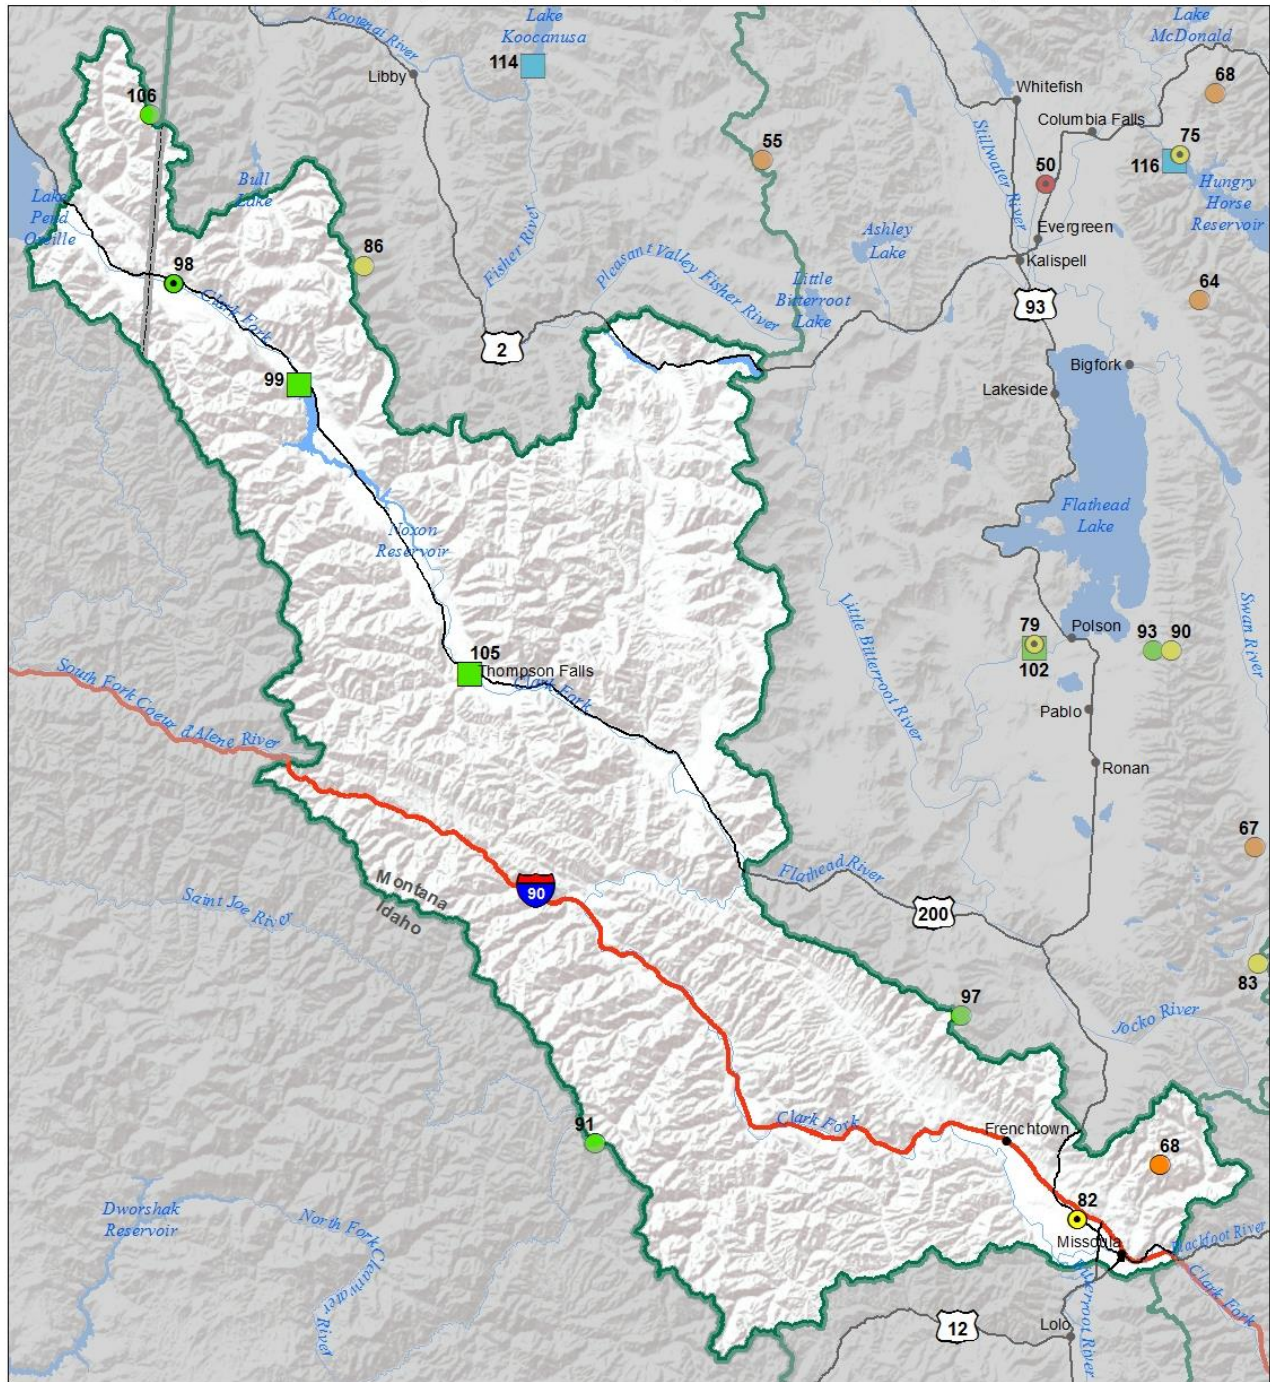 Kootenai River
Lake
Koocanusa
114
Libby
Lake
McDonald
68
Whitefish
Columbia Falls
106
55
75
116
50
Stillwater River
Hungry
Horse
Reservoir
Bull
Lake
Lake
Pend
Oreille
Evergreen
Ashley
Lake
86
Fisher River
Pleasant Valley Fisher River
Kalispell
98
Clark Fork
Little
Bitterroot
Lake
64
93
2
Bigfork
99
Lakeside
Flathead
Lake
Noxon
Reservoir
Little Bitterroot River
Swan River
79
102
Polson
93
90
105
Thompson Falls
Clark Fork
South Fork Coeur d'Alene River
Pablo
Ronan
67
Flathead River
Montana
Idaho
90
Saint Joe River
200
83
97
Jocko River
91
Clark Fork
Frenchtown
68
82
Dworshak
Reservoir
North Fork Clearwater River
Missoula
Blackfoot River
Clark Fork
Bitterroot River
12
Lolo